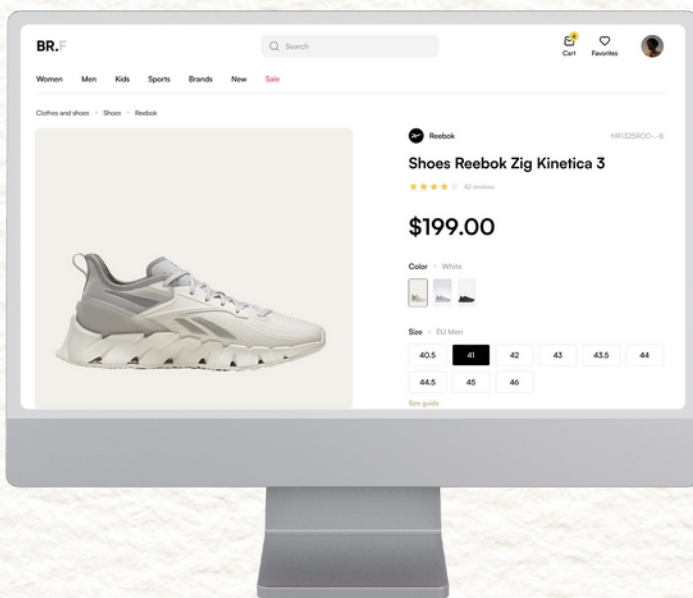 BR.F
Search
4
Cart
Favorites
Women Men Kids Sports Brands New Sale
Clothes and shoes • Shoes • Reebok
Reebok
Shoes Reebok Zig Kinetica 3
42 reviews
$199.00
Color • White
Size • EU Men
40.5 41 42 43 43.5 44
44.5 45 46
Size guide